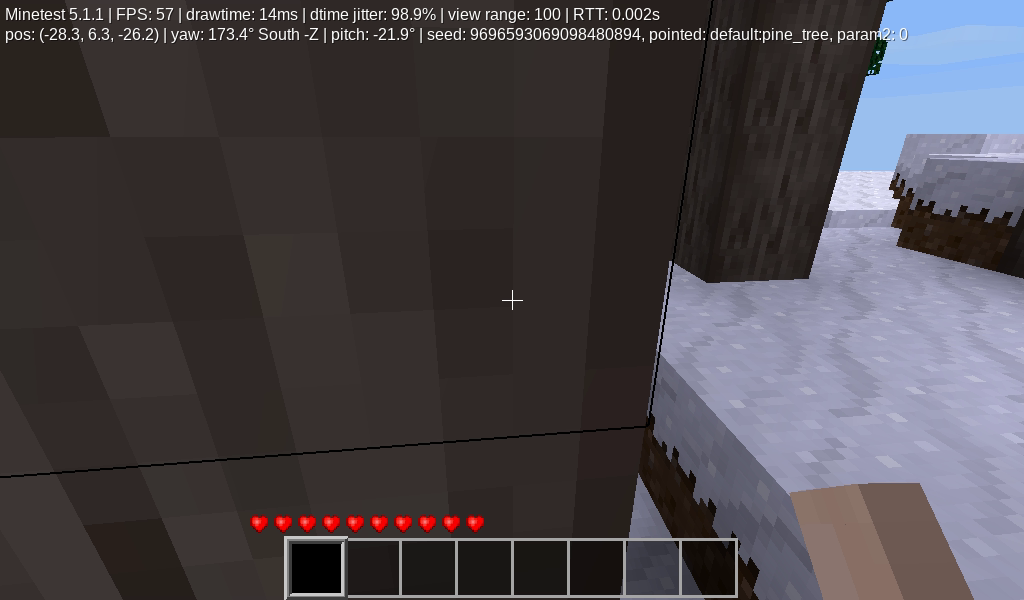 Minetest 5.1.1 | FPS: 57 | drawtime: 14ms | dtime jitter: 98.9% | view range: 100 | RTT: 0.002s
pos: (-28.3, 6.3, -26.2) | yaw: 173.4° South -Z | pitch: -21.9° | seed: 9696593069098480894, pointed: default:pine_tree, param2: 0